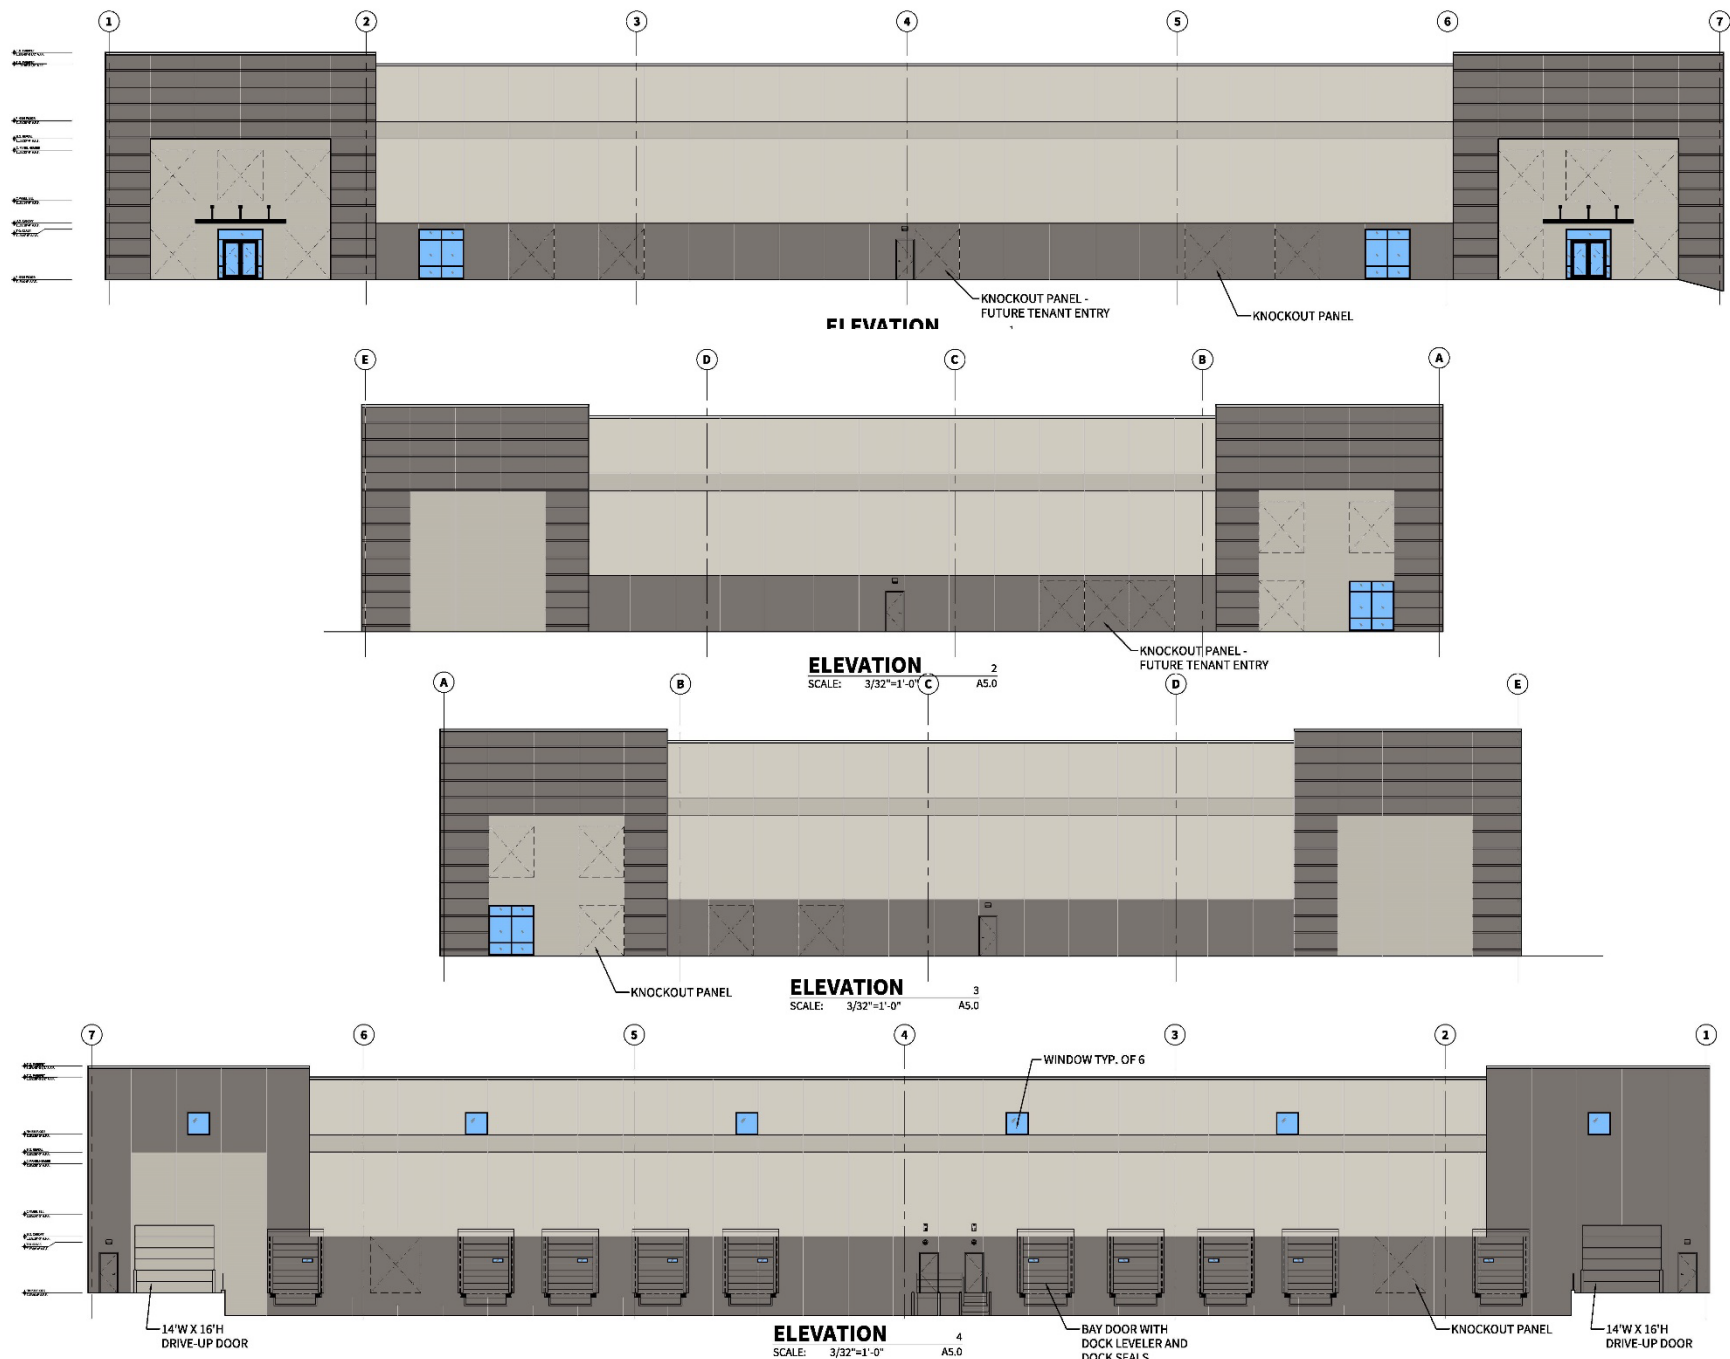 1 2 3 4 5 6 7
KNOCKOUT PANEL -
FUTURE TENANT ENTRY
KNOCKOUT PANEL
ELEVATION 1
E D C B A
KNOCKOUT PANEL -
FUTURE TENANT ENTRY
ELEVATION 2
SCALE: 3/32"=1'-0" A5.0
A B C D E
KNOCKOUT PANEL
ELEVATION 3
SCALE: 3/32"=1'-0" A5.0
7 6 5 4 3 2 1
WINDOW TYP. OF 6
14'W X 16'H
DRIVE-UP DOOR
ELEVATION 4
SCALE: 3/32"=1'-0" A5.0
BAY DOOR WITH
DOCK LEVELER AND
DOCK SEALS
KNOCKOUT PANEL
14'W X 16'H
DRIVE-UP DOOR